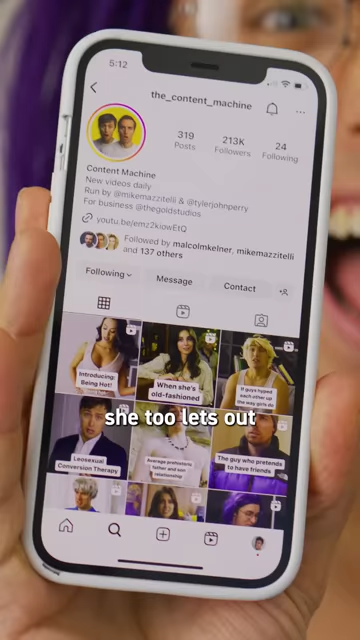 5:12
the_content_machine
319
213K
24
Posts
Followers
Following
Content Machine
New videos daily
Run by @mikemazzitelli & @tylerjohnperry
For business @thegoldstudios
youtu.be/emz2kiowEtQ
Followed by malcolmkelner, mikemazzitelli
and 137 others
Following
Message
Contact
Introducing:
Being Hot!
When she's
old-fashioned
If guys hyped
each other up
the way girls do
she too lets out
Leosexual
Conversion Therapy
Average prehistoric
father and son
relationship
The guy who pretends
to have friends